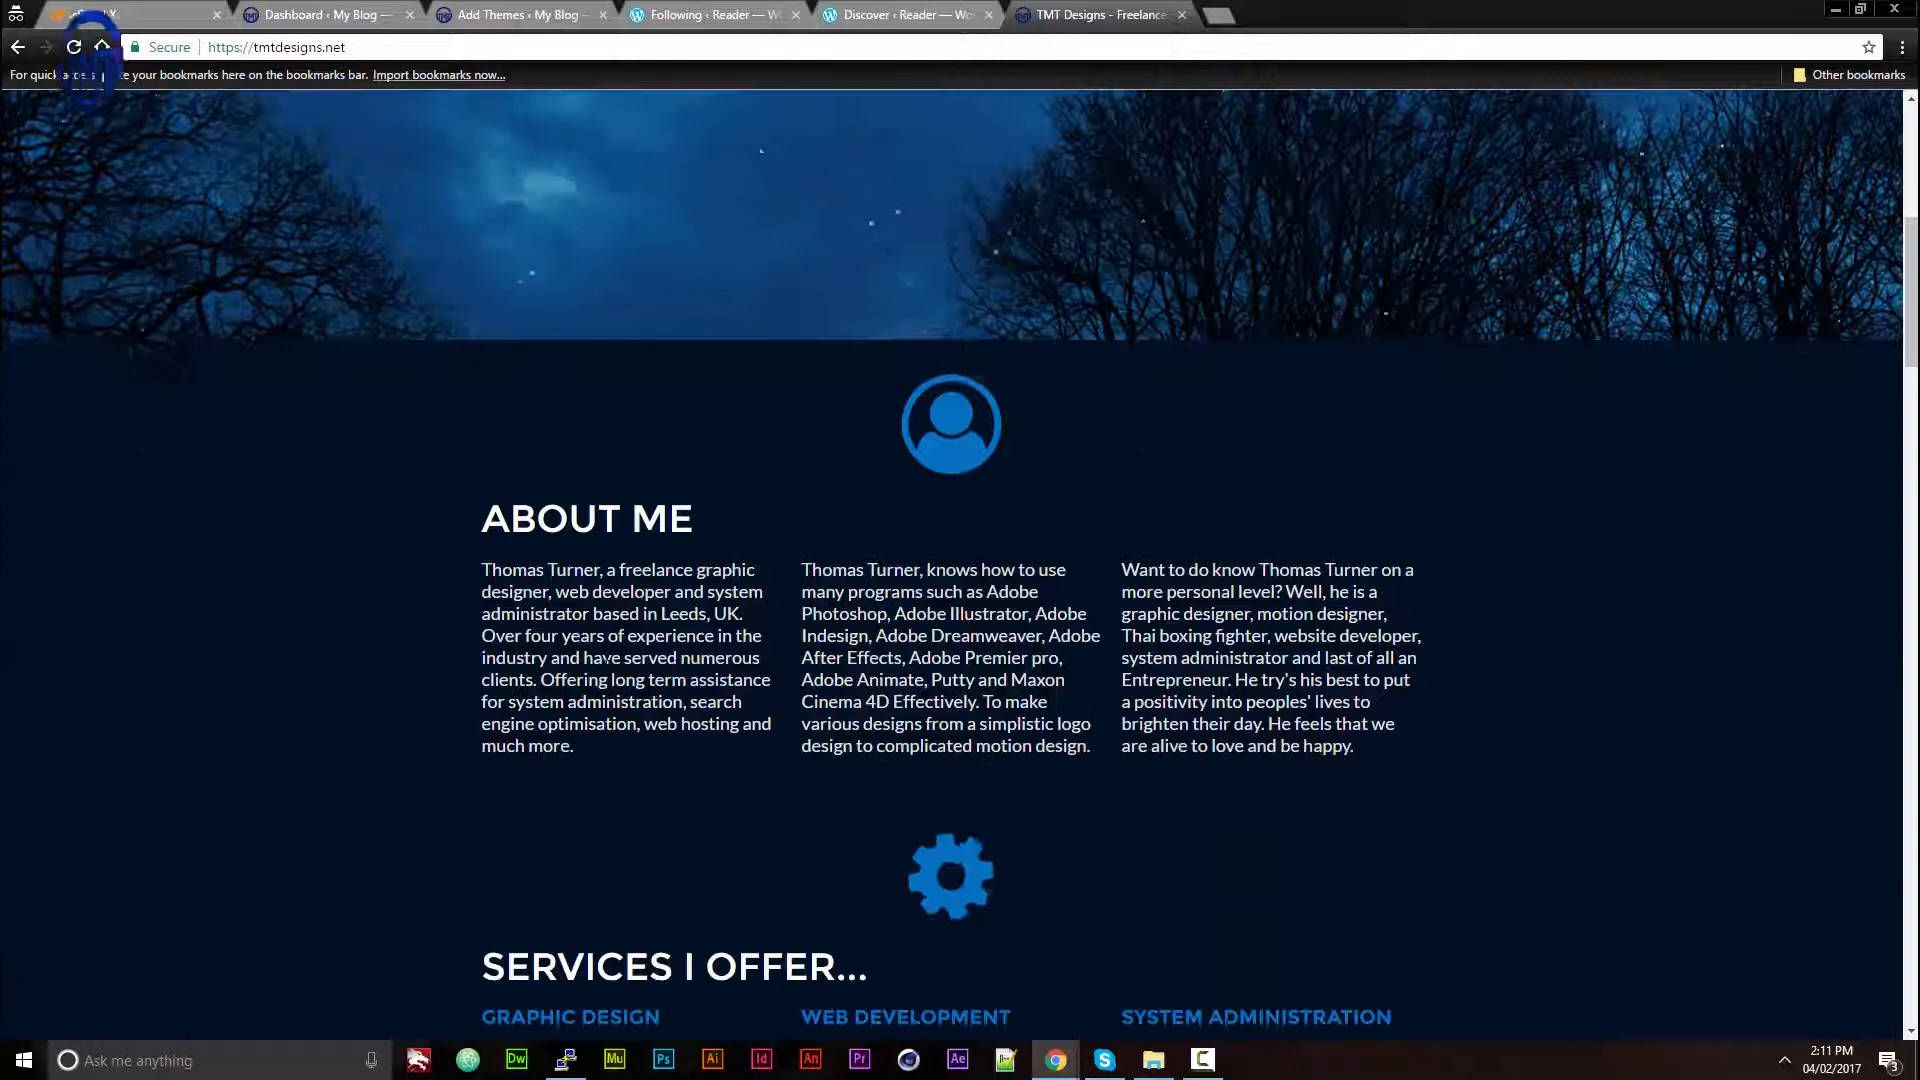 Dashboard ‹ My Blog —
Add Themes ‹ My Blog –
Following ‹ Reader — W
Discover ‹ Reader — Wo
TMT Designs - Freelance
Secure
https://tmtdesigns.net
For quick your bookmarks here on the bookmarks bar. Import bookmarks now...
Other bookmarks
ABOUT ME
Thomas Turner, a freelance graphic
designer, web developer and system
administrator based in Leeds, UK.
Over four years of experience in the
industry and have served numerous
clients. Offering long term assistance
for system administration, search
engine optimisation, web hosting and
much more.
Thomas Turner, knows how to use
many programs such as Adobe
Photoshop, Adobe Illustrator, Adobe
Indesign, Adobe Dreamweaver, Adobe
After Effects, Adobe Premier pro,
Adobe Animate, Putty and Maxon
Cinema 4D Effectively. To make
various designs from a simplistic logo
design to complicated motion design.
Want to do know Thomas Turner on a
more personal level? Well, he is a
graphic designer, motion designer,
Thai boxing fighter, website developer,
system administrator and last of all an
Entrepreneur. He try's his best to put
a positivity into peoples' lives to
brighten their day. He feels that we
are alive to love and be happy.
SERVICES I OFFER...
GRAPHIC DESIGN
WEB DEVELOPMENT
SYSTEM ADMINISTRATION
Ask me anything
Dw
Mu
Ps
Ai
Id
An
Pr
Ae
2:11 PM
04/02/2017
3